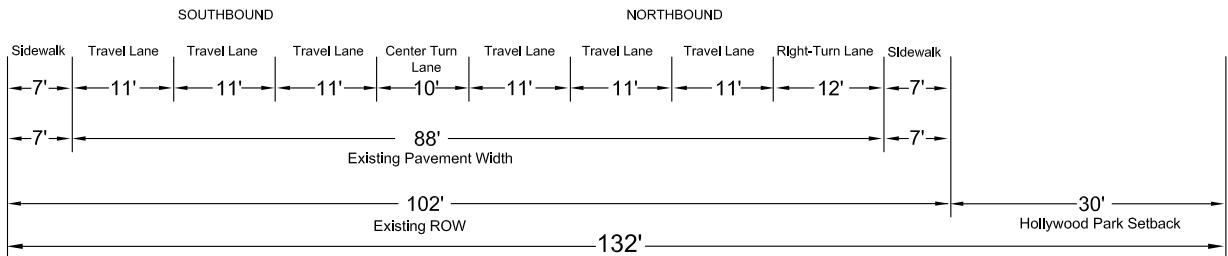 SOUTHBOUND NORTHBOUND
Sidewalk Travel Lane Travel Lane Travel Lane Center Turn Travel Lane Travel Lane Travel Lane Right-Turn Lane Sidewalk
Lane
7' 11' 11' 11' 10' 11' 11' 11' 12' 7'
7' 88' 7'
Existing Pavement Width
102' 30'
Existing ROW Hollywood Park Setback
132'